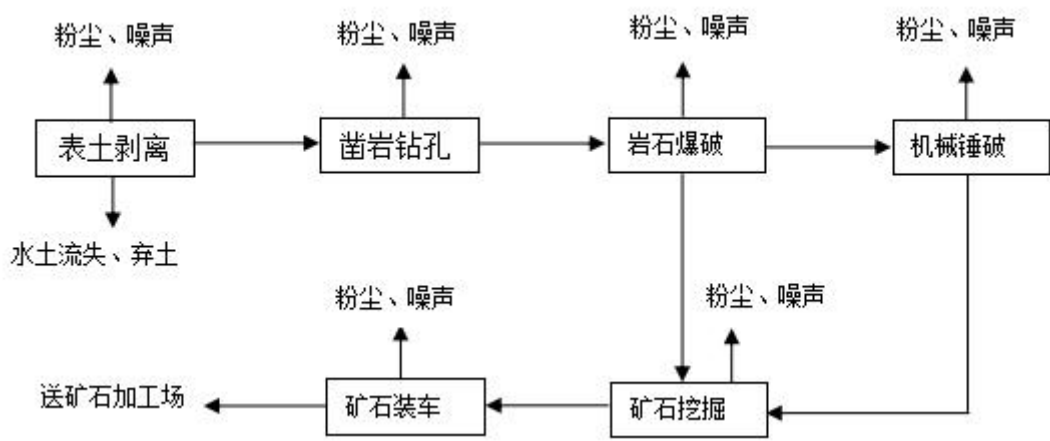 粉尘、噪声
粉尘、噪声
粉尘、噪声
粉尘、噪声
表土剥离
凿岩钻孔
岩石爆破
机械锤破
水土流失、弃土
粉尘、噪声
粉尘、噪声
送矿石加工场
矿石装车
矿石挖掘